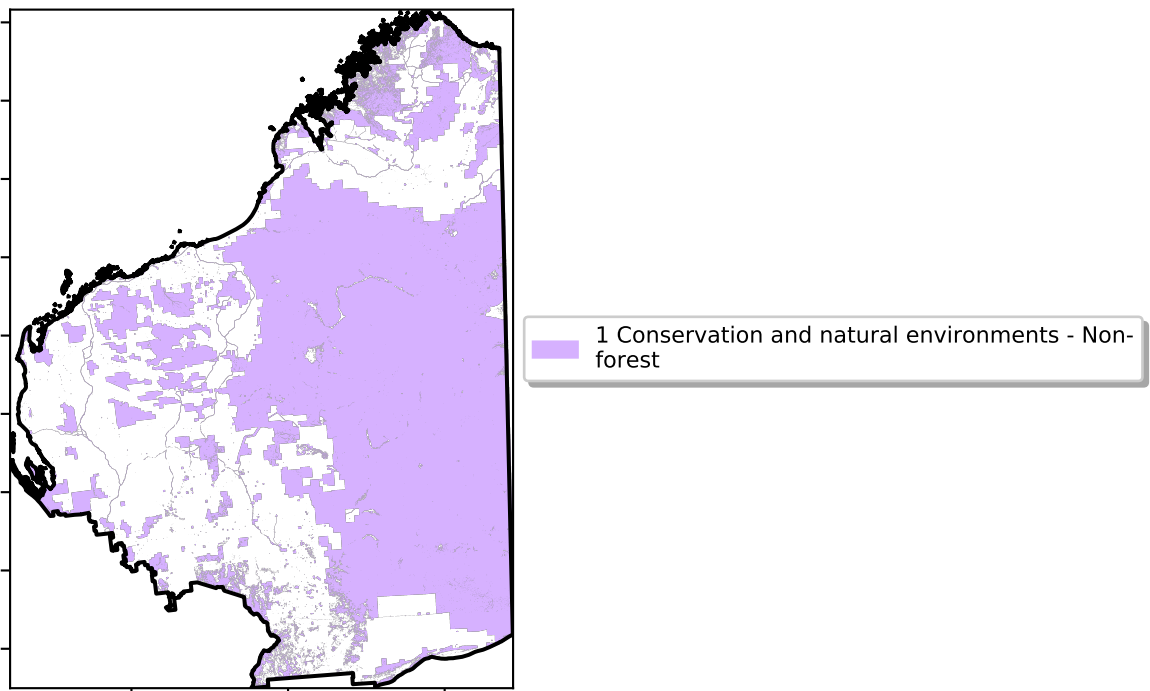 1 Conservation and natural environments - Non-
forest